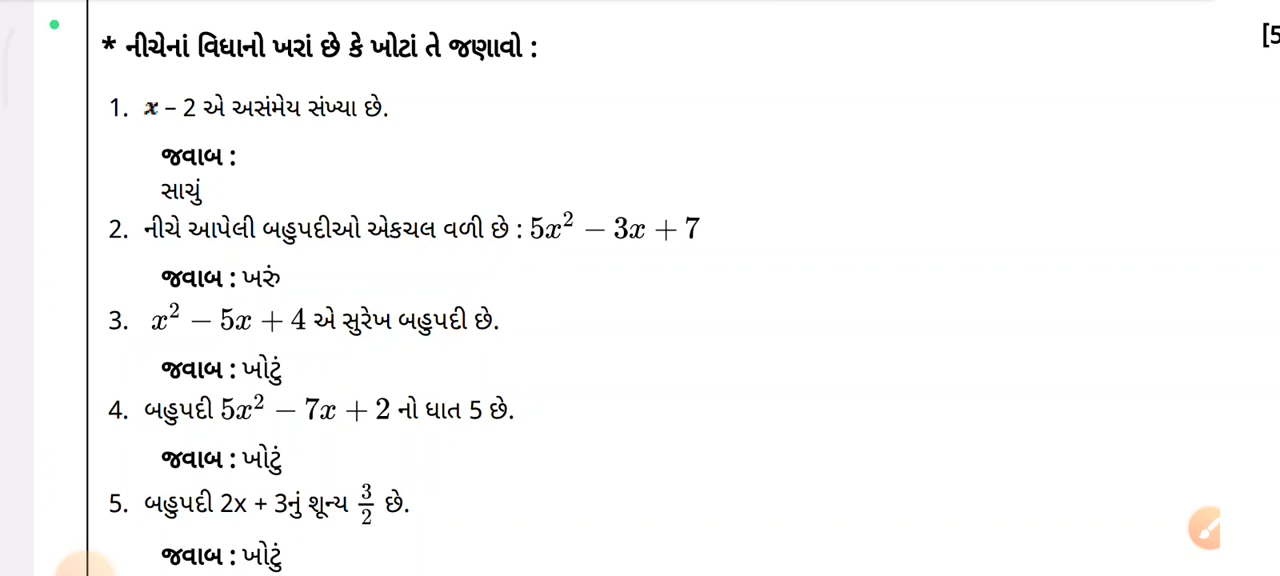 * નીચેનાં વિધાનો ખરાં છે કે ખોટાં તે જણાવો : [5
1. x – 2 એ અસંમેય સંખ્યા છે.
જવાબ :
સાચું
2. નીચે આપેલી બહુપદીઓ એકચલ વળી છે : 5x² − 3x + 7
જવાબ : ખરું
3. x² − 5x + 4 એ સુરેખ બહુપદી છે.
જવાબ : ખોટું
4. બહુપદી 5x² − 7x + 2 નો ઘાત 5 છે.
જવાબ : ખોટું
5. બહુપદી 2x + 3નું શૂન્ય 3/2 છે.
જવાબ : ખોટું